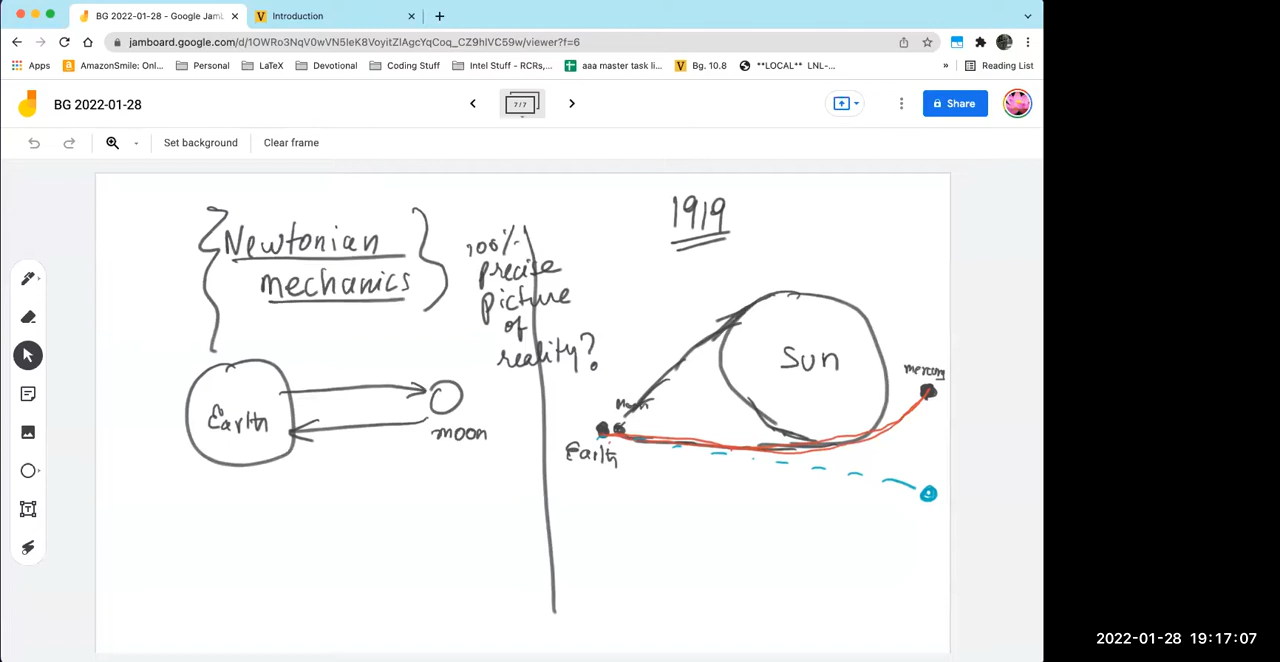 BG 2022-01-28 - Google Jam
Introduction
jamboard.google.com/d/1OWRo3NqV0wVN5leK8VoyitZlAgcYqCoq_CZ9hIVC59w/viewer?f=6
Apps
AmazonSmile: Onl...
Personal
LaTeX
Devotional
Coding Stuff
Intel Stuff - RCRs,...
aaa master task li...
Bg. 10.8
**LOCAL** LNL-...
»
Reading List
BG 2022-01-28
7/7
Share
Set background
Clear frame
Newtonian
mechanics
100%
precise
picture
of
reality?
Earth
moon
1919
Sun
mercury
Moon
Earth
2022-01-28 19:17:07